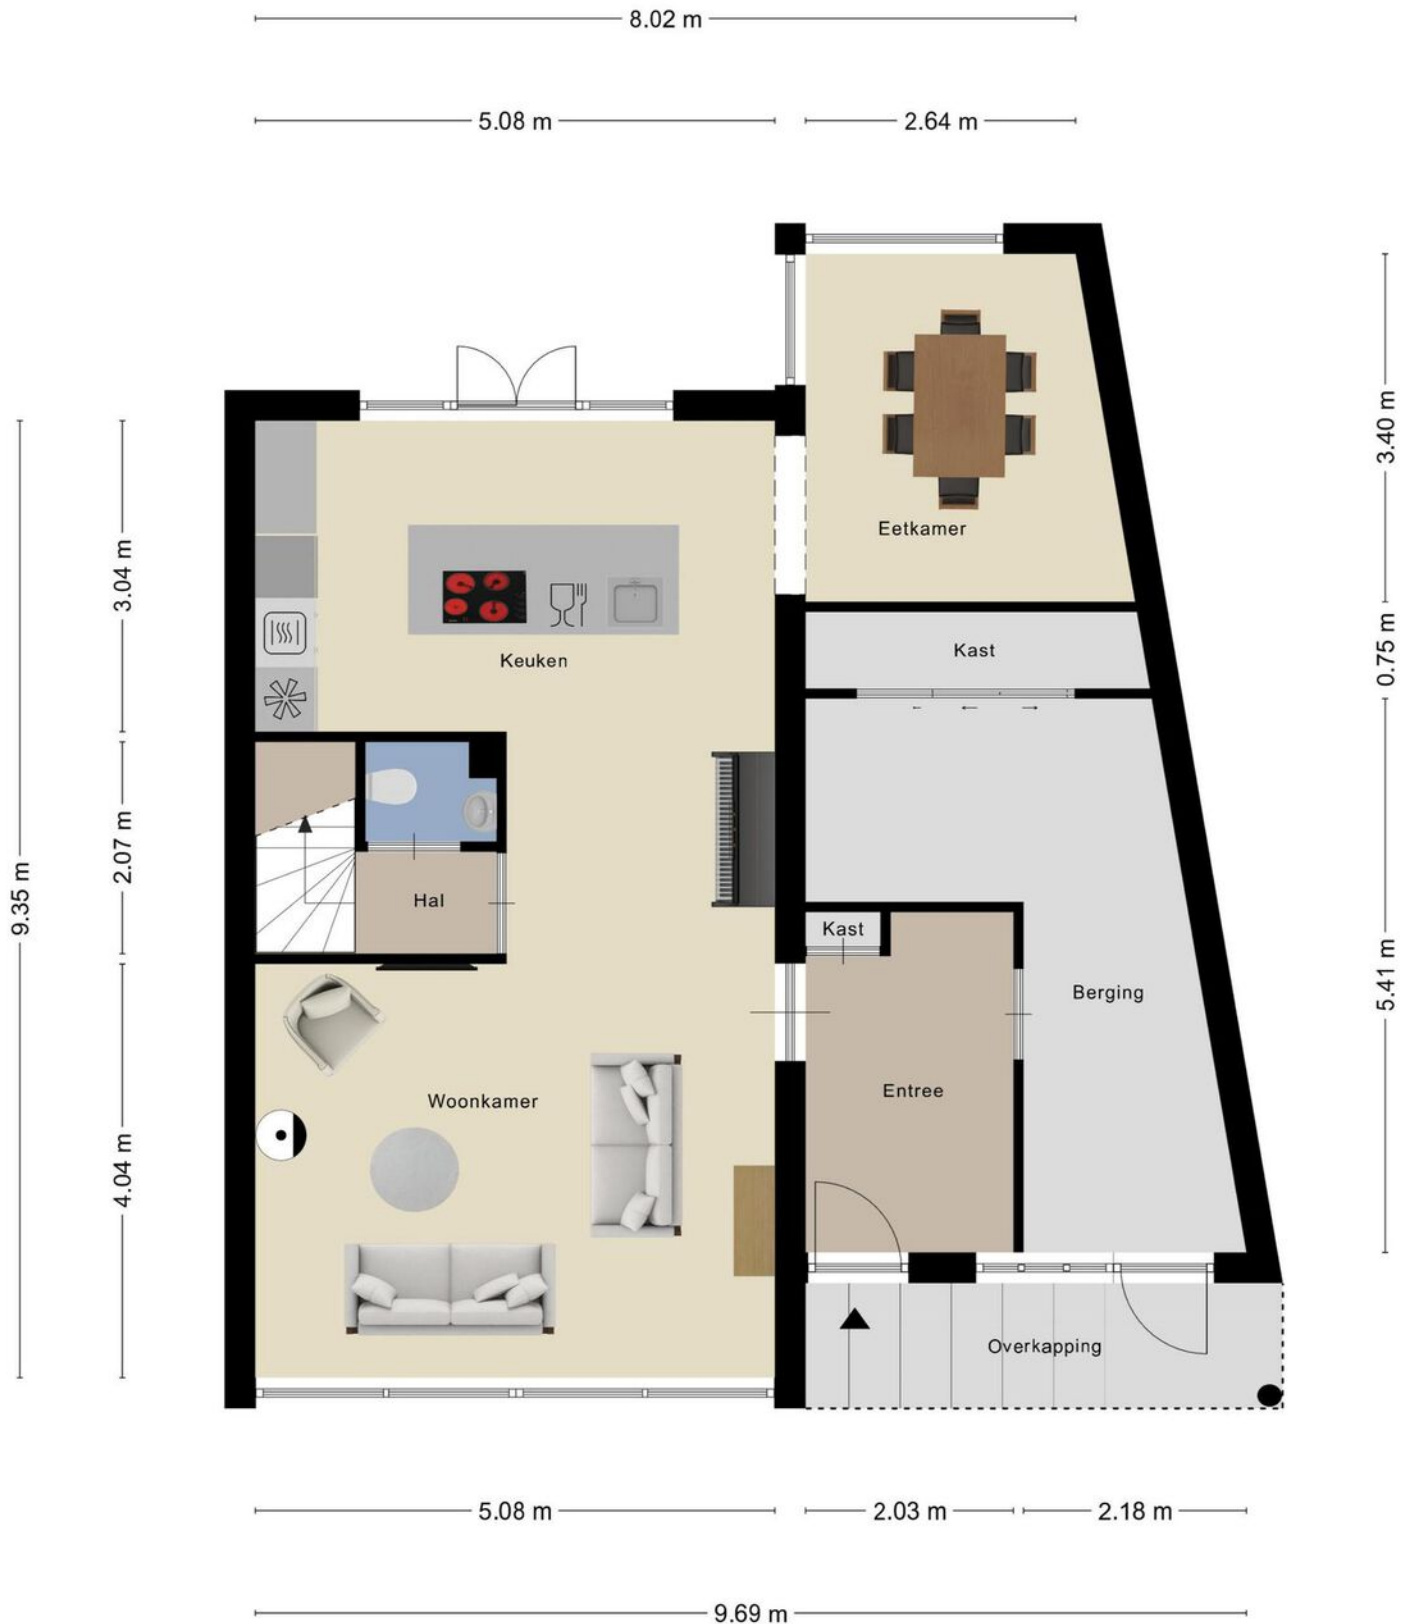 8.02 m
5.08 m
2.64 m
3.40 m
Eetkamer
3.04 m
Keuken
Kast
0.75 m
2.07 m
9.35 m
Hal
Kast
Berging
5.41 m
Entree
Woonkamer
4.04 m
Overkapping
5.08 m
2.03 m
2.18 m
9.69 m